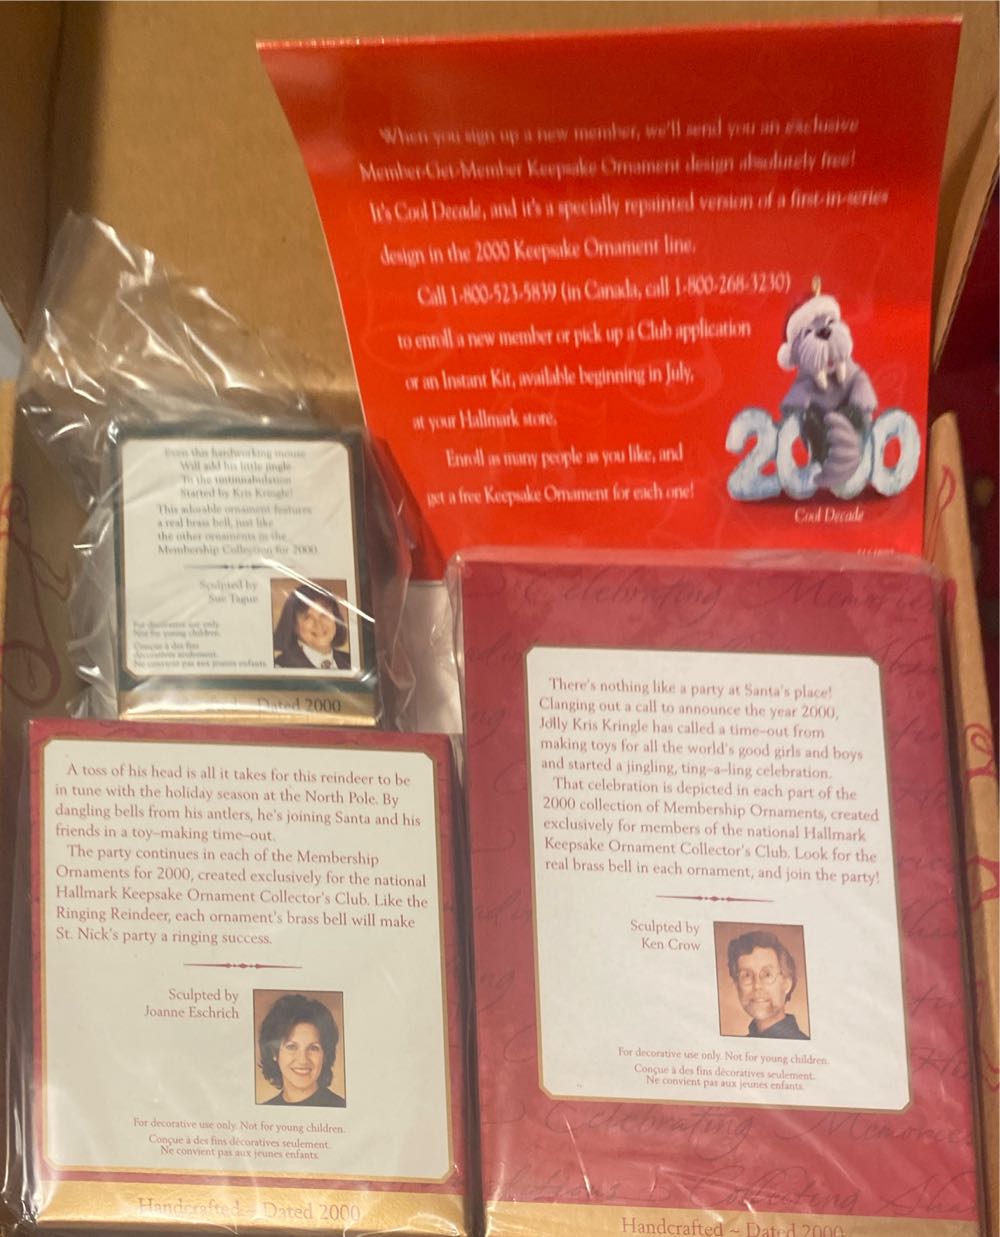 When you sign up a new member, we'll send you an exclusive
Member-Get-Member Keepsake Ornament design absolutely free!
It's Cool Decade, and it's a specially repainted version of a first-in-series
design in the 2000 Keepsake Ornament line.
Call 1-800-523-5839 (in Canada, call 1-800-268-3230)
to enroll a new member or pick up a Club application
or an Instant Kit, available beginning in July,
at your Hallmark store.
Enroll as many people as you like, and
get a free Keepsake Ornament for each one!
2000
Cool Decade
Even this hardworking mouse
Will add his little jingle
To the tintinnabulation
Started by Kris Kringle!
This adorable ornament features
a real brass bell, just like
the other ornaments in the
Membership Collection for 2000.
Sculpted by
Sue Tague
For decorative use only.
Not for young children.
Conçue à des fins
décoratives seulement.
Ne convient pas aux jeunes enfants.
Dated 2000
A toss of his head is all it takes for this reindeer to be
in tune with the holiday season at the North Pole. By
dangling bells from his antlers, he's joining Santa and his
friends in a toy-making time-out.
The party continues in each of the Membership
Ornaments for 2000, created exclusively for the national
Hallmark Keepsake Ornament Collector's Club. Like the
Ringing Reindeer, each ornament's brass bell will make
St. Nick's party a ringing success.
Sculpted by
Joanne Eschrich
For decorative use only. Not for young children.
Conçue à des fins décoratives seulement.
Ne convient pas aux jeunes enfants.
Handcrafted ~ Dated 2000
Celebrating Memories
There's nothing like a party at Santa's place!
Clanging out a call to announce the year 2000,
Jolly Kris Kringle has called a time-out from
making toys for all the world's good girls and boys
and started a jingling, ting-a-ling celebration.
That celebration is depicted in each part of the
2000 collection of Membership Ornaments, created
exclusively for members of the national Hallmark
Keepsake Ornament Collector's Club. Look for the
real brass bell in each ornament, and join the party!
Sculpted by
Ken Crow
For decorative use only. Not for young children.
Conçue à des fins décoratives seulement.
Ne convient pas aux jeunes enfants.
Celebrating Memories
Collecting
Handcrafted ~ Dated 2000